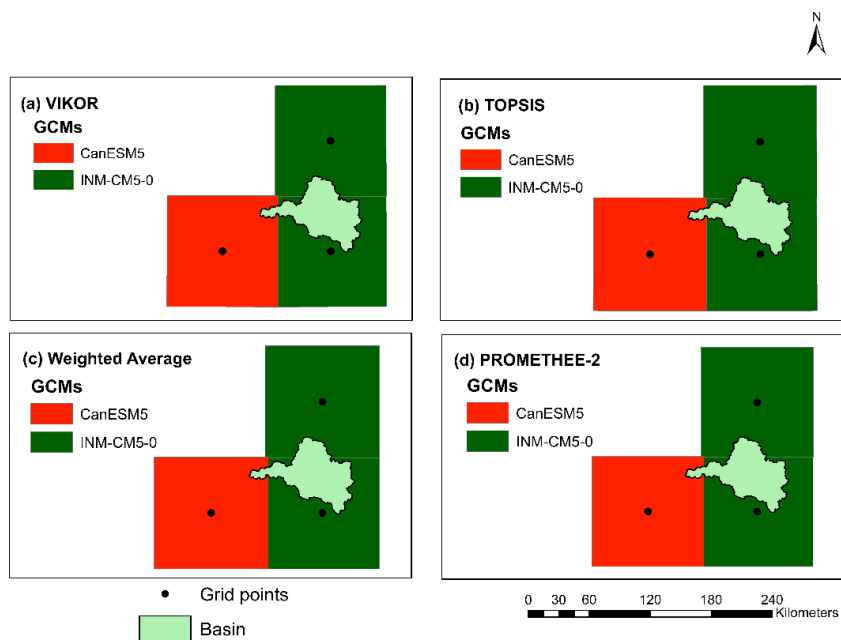 N
(a) VIKOR
GCMs
CanESM5
INM-CM5-0
(b) TOPSIS
GCMs
CanESM5
INM-CM5-0
(c) Weighted Average
GCMs
CanESM5
INM-CM5-0
(d) PROMETHEE-2
GCMs
CanESM5
INM-CM5-0
Grid points
Basin
0 30 60 120 180 240
Kilometers